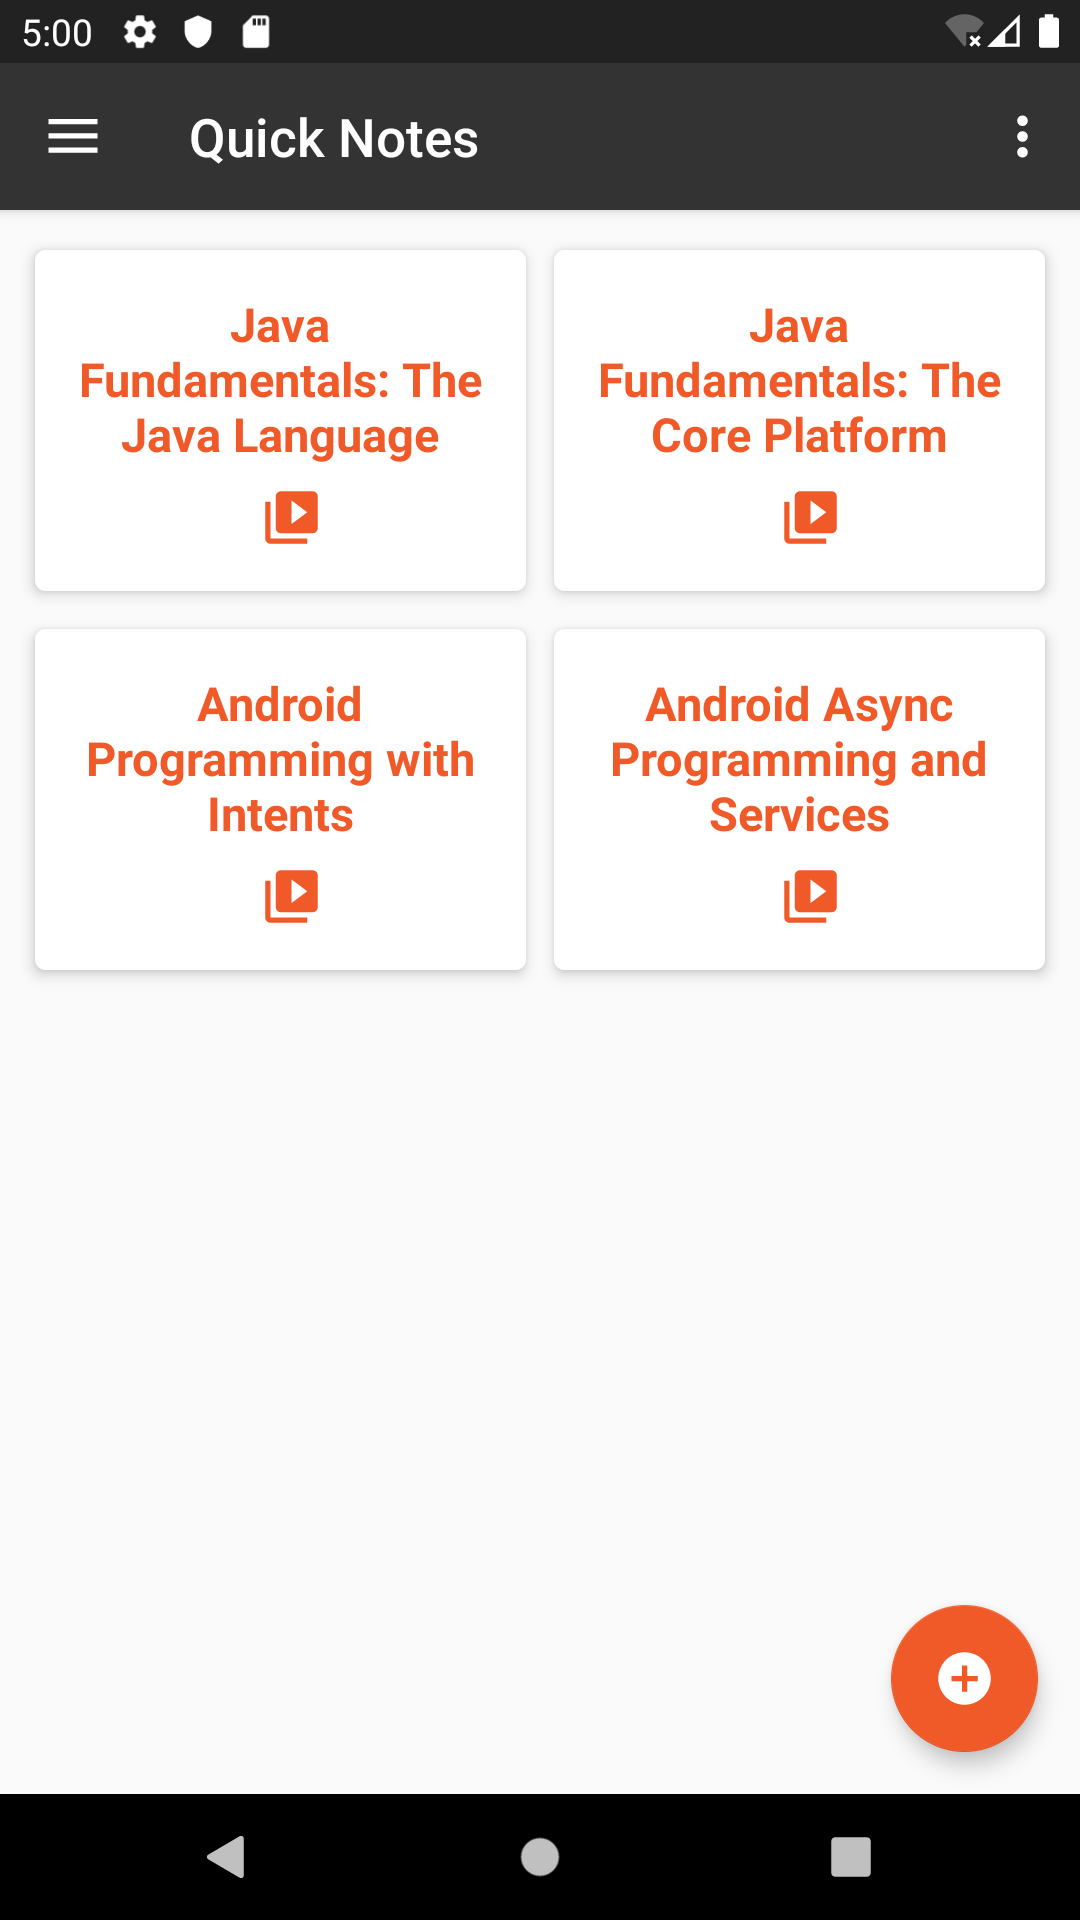 5:00
Quick Notes
Java
Fundamentals: The
Java Language
Java
Fundamentals: The
Core Platform
Android
Programming with
Intents
Android Async
Programming and
Services